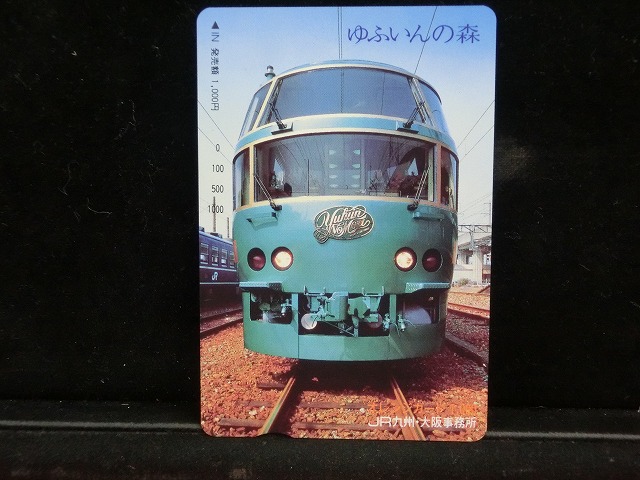 ゆふいんの森
◀ IN 発売額 1,000円
0
100
500
1000
Yufuin
No Mori
JR
JR九州・大阪事務所